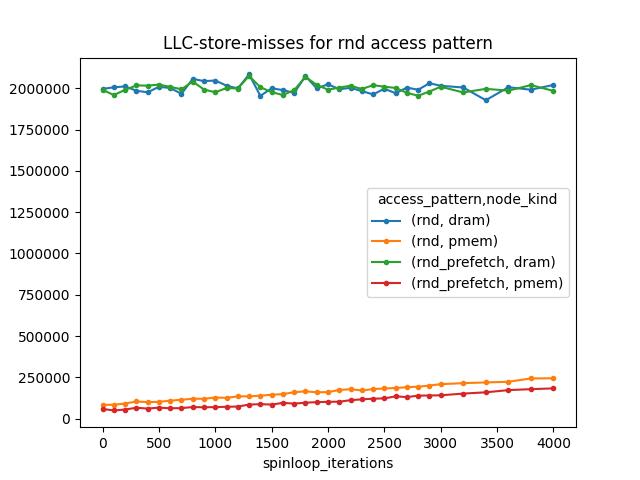 LLC-store-misses for rnd access pattern
2000000
1750000
1500000
1250000
1000000
750000
500000
250000
0
access_pattern,node_kind
(rnd, dram)
(rnd, pmem)
(rnd_prefetch, dram)
(rnd_prefetch, pmem)
0 500 1000 1500 2000 2500 3000 3500 4000
spinloop_iterations